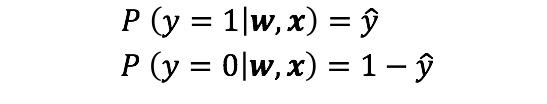 P (y = 1|w, x) = ŷ
P (y = 0|w, x) = 1 − ŷ